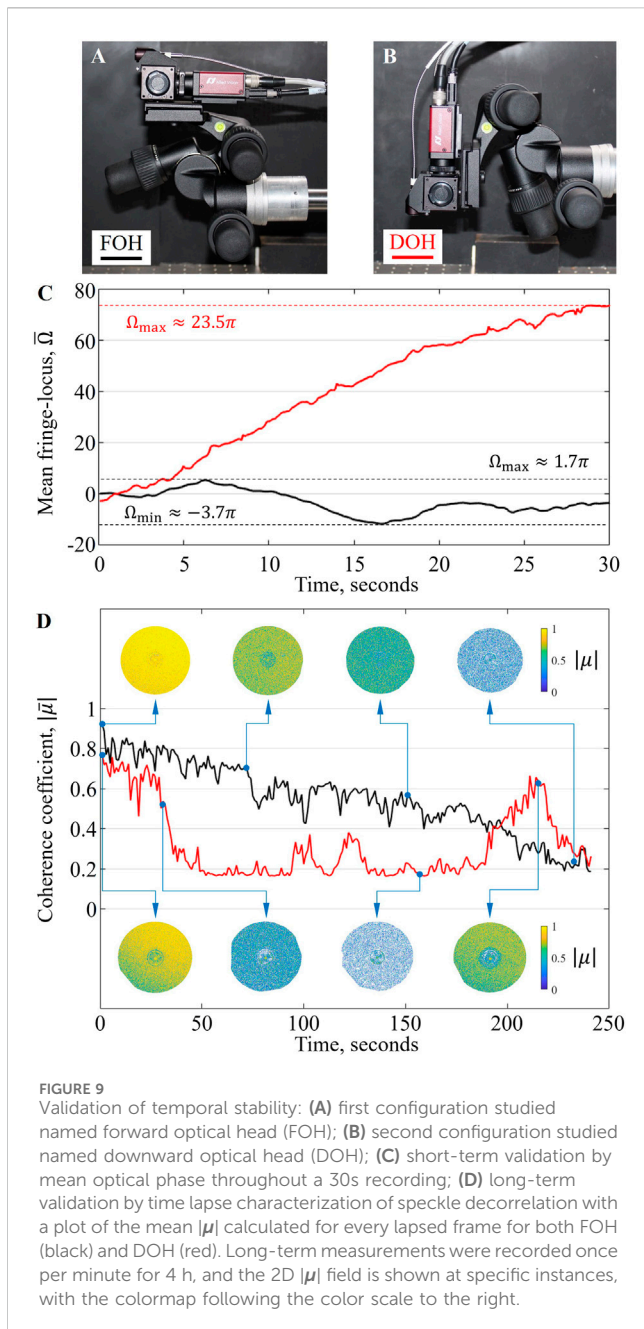 A
B
FOH
DOH
C
80
60
40
20
0
-20
Mean fringe-locus, Ω̅
Ωmax ≈ 23.5π
Ωmax ≈ 1.7π
Ωmin ≈ −3.7π
0 5 10 15 20 25 30
Time, seconds
D
1
0.5
0
|μ|
1
0.8
0.6
0.4
0.2
0
Coherence coefficient, |μ̅|
1
0.5
0
|μ|
0 50 100 150 200 250
Time, seconds
FIGURE 9
Validation of temporal stability: (A) first configuration studied
named forward optical head (FOH); (B) second configuration studied
named downward optical head (DOH); (C) short-term validation by
mean optical phase throughout a 30s recording; (D) long-term
validation by time lapse characterization of speckle decorrelation with
a plot of the mean |μ| calculated for every lapsed frame for both FOH
(black) and DOH (red). Long-term measurements were recorded once
per minute for 4 h, and the 2D |μ| field is shown at specific instances,
with the colormap following the color scale to the right.